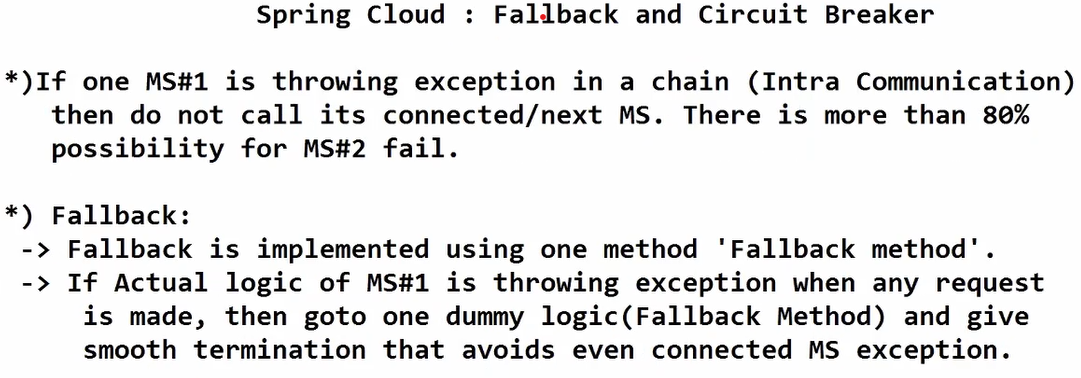 Spring Cloud : Fallback and Circuit Breaker
*)If one MS#1 is throwing exception in a chain (Intra Communication)
then do not call its connected/next MS. There is more than 80%
possibility for MS#2 fail.
*) Fallback:
-> Fallback is implemented using one method 'Fallback method'.
-> If Actual logic of MS#1 is throwing exception when any request
is made, then goto one dummy logic(Fallback Method) and give
smooth termination that avoids even connected MS exception.